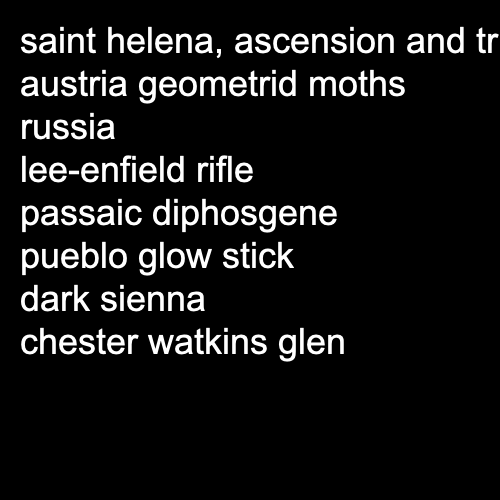 saint helena, ascension and tr
austria geometrid moths
russia
lee-enfield rifle
passaic diphosgene
pueblo glow stick
dark sienna
chester watkins glen